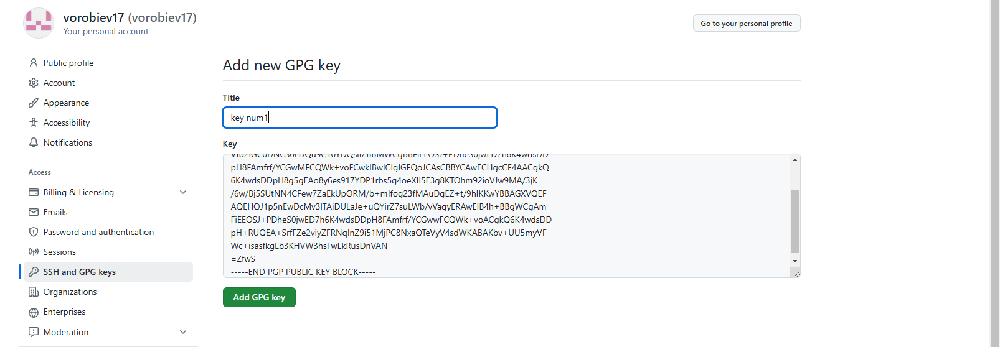 vorobiev17 (vorobiev17)
Your personal account
Go to your personal profile
Public profile
Account
Appearance
Accessibility
Notifications
Access
Billing & Licensing
Emails
Password and authentication
Sessions
SSH and GPG keys
Organizations
Enterprises
Moderation
Add new GPG key
Title
key num1
Key
pH8FAmfrf/YCGwMFCQWk+voFCwkIBwICIgIGFQoJCAsCBBYCAwECHgcCF4AACgkQ
6K4wdsDDpH8g5gEAo8y6es917YDP1rbs5g4oeXII5E3g8KTOhm92ioVJw9MA/3jK
/6w/Bj5SUtNN4CFew7ZaEkUpORM/b+mIfog23fMAuDgEZ+t/9hIKKwYBBAGXVQEF
AQEHQJ1p5nEwDcMv3ITAiDULaJe+uQYirZ7suLWb/vVagyERAwEIB4h+BBgWCgAm
FiEEOSJ+PDheS0jwED7h6K4wdsDDpH8FAmfrf/YCGwwFCQWk+voACgkQ6K4wdsDD
pH+RUQEA+SrfFZe2viyZFRNqInZ9i51MjPC8NxaQTeVyV4sdWKABAKbv+UU5myVF
Wc+isasfkgLb3KHVW3hsFwLkRusDnVAN
=ZfwS
-----END PGP PUBLIC KEY BLOCK-----
Add GPG key